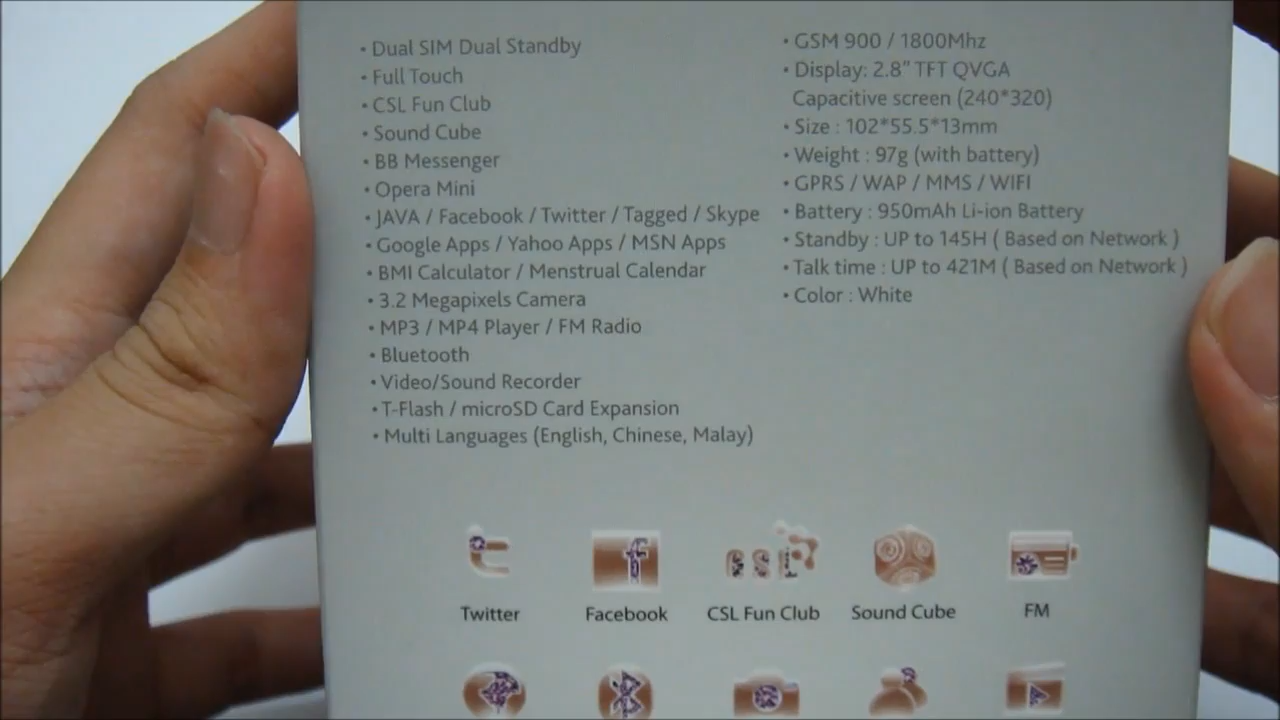 • Dual SIM Dual Standby
• Full Touch
• CSL Fun Club
• Sound Cube
• BB Messenger
• Opera Mini
• JAVA / Facebook / Twitter / Tagged / Skype
• Google Apps / Yahoo Apps / MSN Apps
• BMI Calculator / Menstrual Calendar
• 3.2 Megapixels Camera
• MP3 / MP4 Player / FM Radio
• Bluetooth
• Video/Sound Recorder
• T-Flash / microSD Card Expansion
• Multi Languages (English, Chinese, Malay)
• GSM 900 / 1800Mhz
• Display: 2.8" TFT QVGA
Capacitive screen (240*320)
• Size : 102*55.5*13mm
• Weight : 97g (with battery)
• GPRS / WAP / MMS / WIFI
• Battery : 950mAh Li-ion Battery
• Standby : UP to 145H ( Based on Network )
• Talk time : UP to 421M ( Based on Network )
• Color : White
f
CSL
Twitter
Facebook
CSL Fun Club
Sound Cube
FM